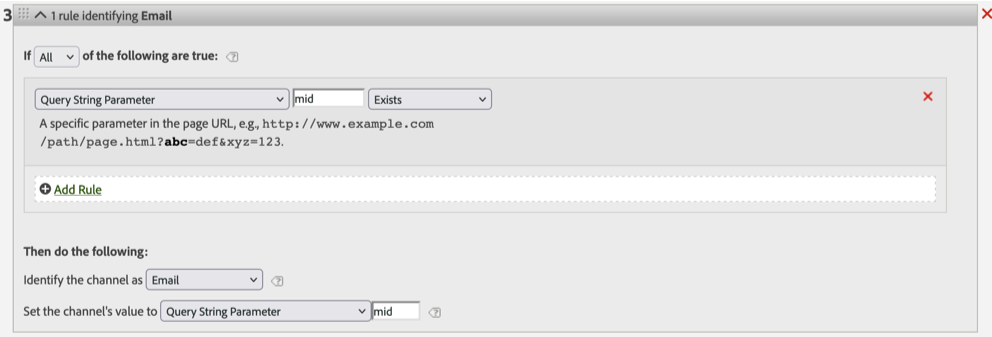 3 1 rule identifying Email
If All of the following are true:
Query String Parameter mid Exists
A specific parameter in the page URL, e.g., http://www.example.com
/path/page.html?abc=def&xyz=123.
Add Rule
Then do the following:
Identify the channel as Email
Set the channel's value to Query String Parameter mid